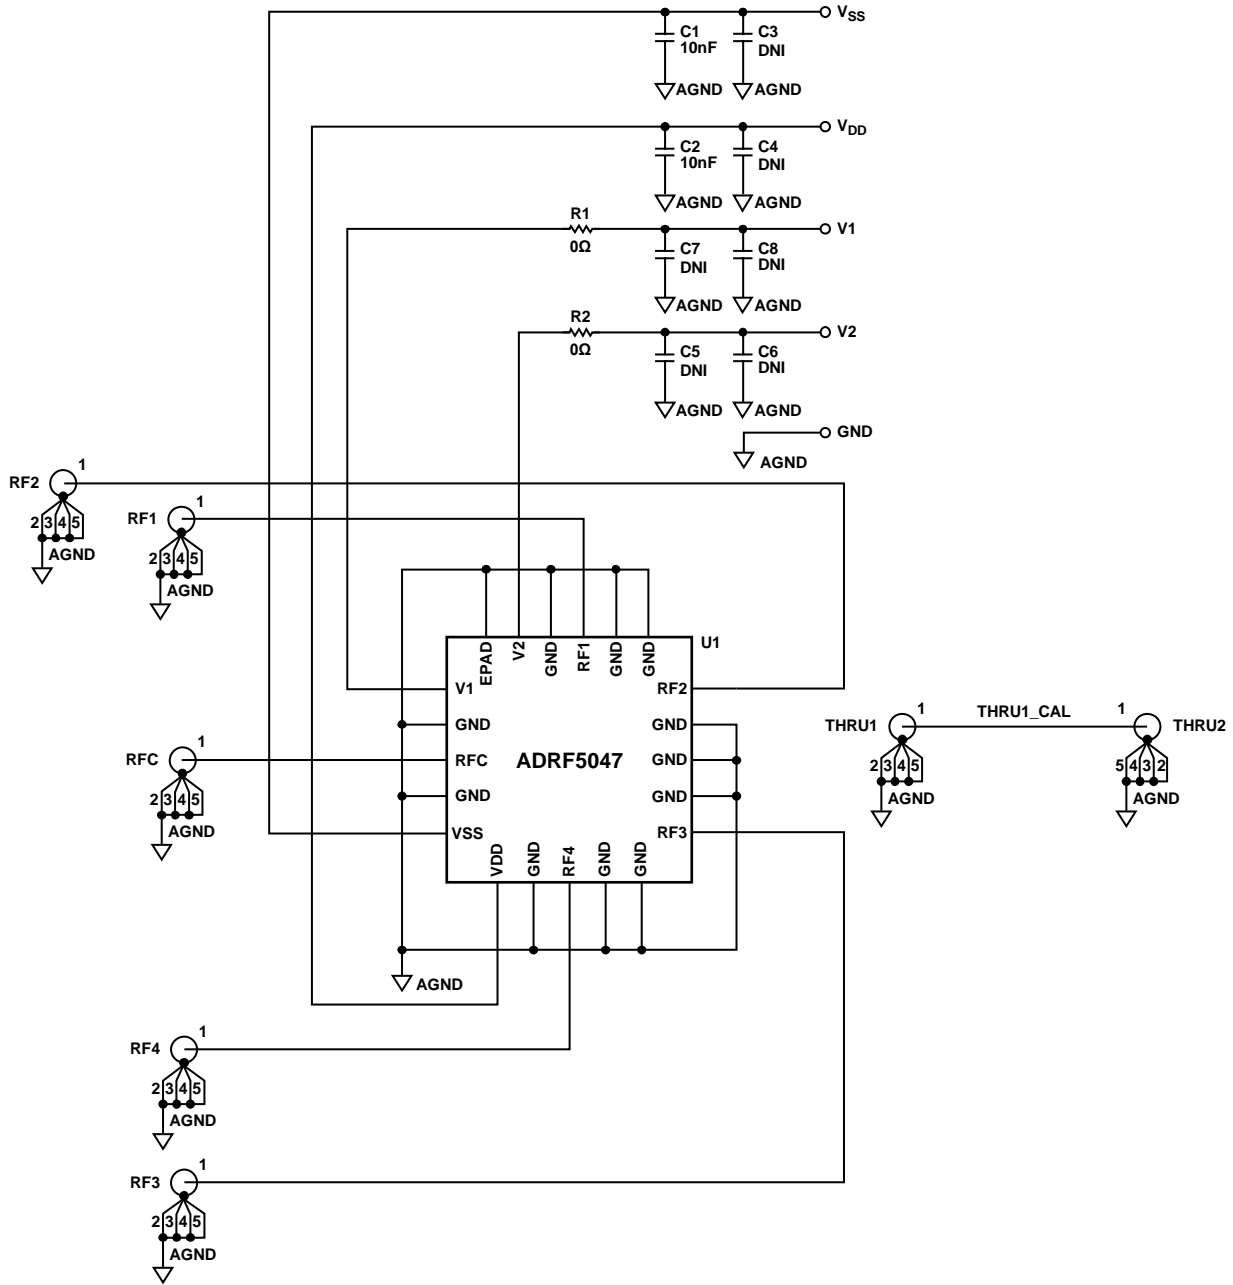 VSS
C1
10nF
C3
DNI
AGND
AGND
VDD
C2
10nF
C4
DNI
AGND
AGND
R1
0Ω
V1
C7
DNI
C8
DNI
AGND
AGND
R2
0Ω
V2
C5
DNI
C6
DNI
AGND
AGND
GND
AGND
RF2
1
2 3 4 5
AGND
RF1
1
2 3 4 5
AGND
U1
EPAD
V2
GND
RF1
GND
GND
V1
GND
RFC
GND
VSS
ADRF5047
RF2
GND
GND
GND
RF3
VDD
GND
RF4
GND
GND
AGND
RFC
1
2 3 4 5
AGND
THRU1
1
THRU1_CAL
1
THRU2
2 3 4 5
AGND
5 4 3 2
AGND
RF4
1
2 3 4 5
AGND
RF3
1
2 3 4 5
AGND